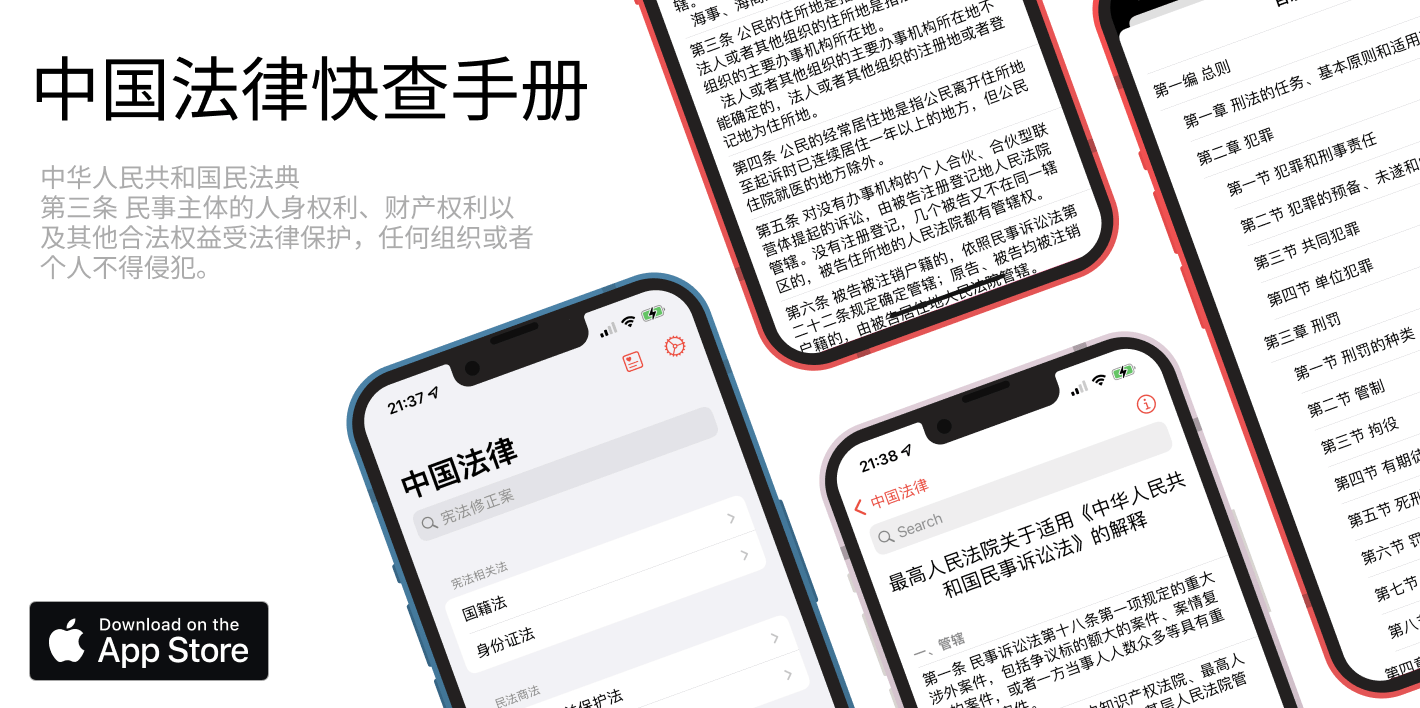 中国法律快查手册
中华人民共和国民法典
第三条 民事主体的人身权利、财产权利以
及其他合法权益受法律保护，任何组织或者
个人不得侵犯。
Download on the
App Store
21:37
中国法律
宪法修正案
宪法相关法
国籍法
身份证法
民法商法
保护法
辖。
海事、海商
第三条 公民的住所地是指
法人或者其他组织的住所地是指法
组织的主要办事机构所在地。
法人或者其他组织的主要办事机构所在地不
能确定的，法人或者其他组织的注册地或者登
记地为住所地。
第四条 公民的经常居住地是指公民离开住所地
至起诉时已连续居住一年以上的地方，但公民
住院就医的地方除外。
第五条 对没有办事机构的个人合伙、合伙型联
营体提起的诉讼，由被告注册登记地人民法院
管辖。没有注册登记，几个被告又不在同一辖
区的，被告住所地的人民法院都有管辖权。
第六条 被告被注销户籍的，依照民事诉讼法第
二十二条规定确定管辖；原告、被告均被注销
户籍的，由被告居住地人民法院管辖。
21:38
中国法律
Search
最高人民法院关于适用《中华人民共
和国民事诉讼法》的解释
一、管辖
第一条 民事诉讼法第十八条第一项规定的重大
涉外案件，包括争议标的额大的案件、案情复
的案件，或者一方当事人人数众多等具有重
案件。
知识产权法院、最高人
基层人民法院管
第一编 总则
第一章 刑法的任务、基本原则和适用
第二章 犯罪
第一节 犯罪和刑事责任
第二节 犯罪的预备、未遂和
第三节 共同犯罪
第四节 单位犯罪
第三章 刑罚
第一节 刑罚的种类
第二节 管制
第三节 拘役
第四节 有期徒
第五节 死刑
第六节 罚
第七节
第八
第四章